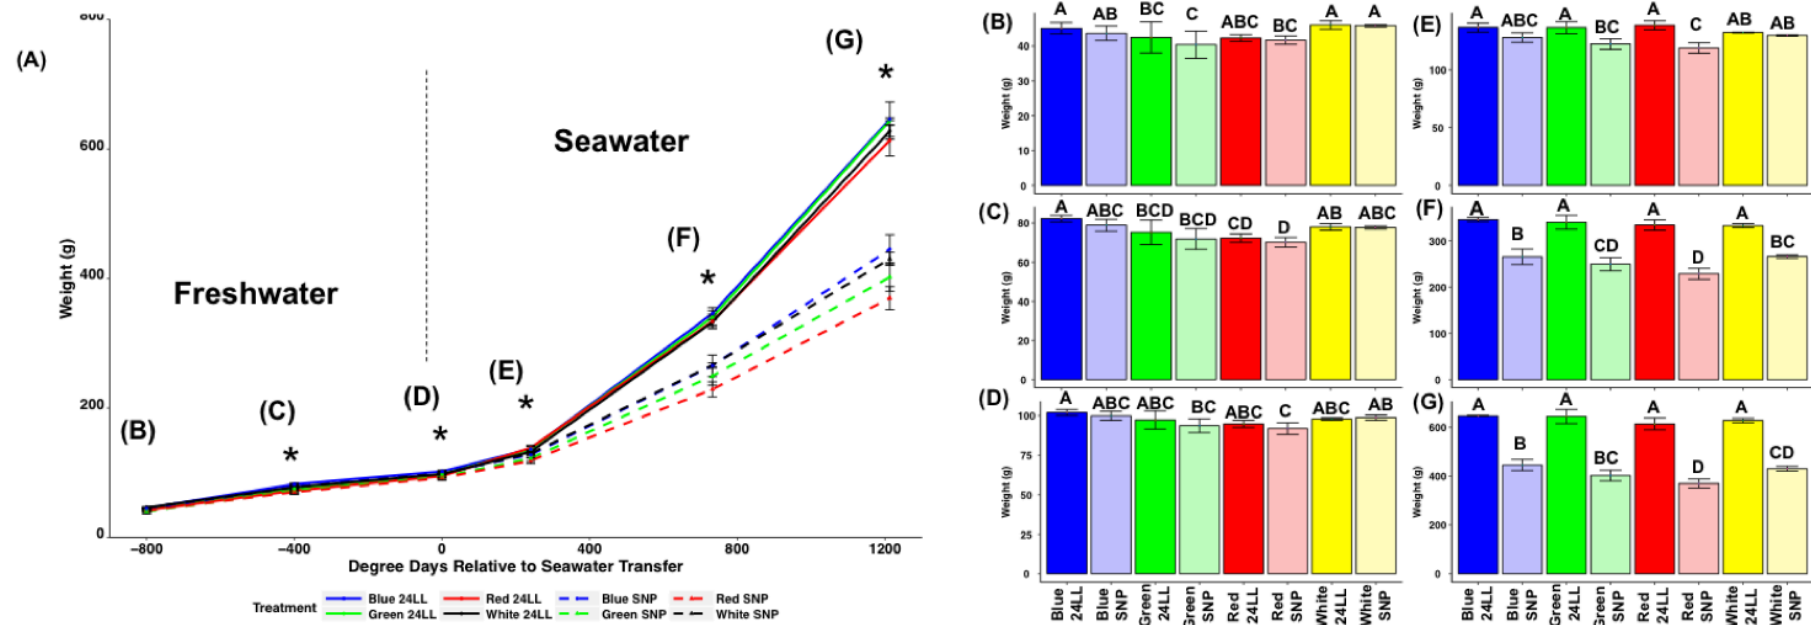 (A)
800
600
400
200
0
Weight (g)
Freshwater
Seawater
(B)
(C)
*
(D)
*
(E)
*
(F)
*
(G)
*
−800
−400
0
400
800
1200
Degree Days Relative to Seawater Transfer
Treatment
Blue 24LL
Red 24LL
Blue SNP
Red SNP
Green 24LL
White 24LL
Green SNP
White SNP
(B)
A AB BC C ABC BC A A
Weight (g)
40
30
20
10
0
(C)
A ABC BCD BCD CD D AB ABC
Weight (g)
80
60
40
20
0
(D)
A ABC ABC BC ABC C ABC AB
Weight (g)
100
75
50
25
0
Blue 24LL
Blue SNP
Green 24LL
Green SNP
Red 24LL
Red SNP
White 24LL
White SNP
(E)
A ABC A BC A C AB AB
Weight (g)
100
50
0
(F)
A B A CD A D A BC
Weight (g)
300
200
100
0
(G)
A B A BC A D A CD
Weight (g)
600
400
200
0
Blue 24LL
Blue SNP
Green 24LL
Green SNP
Red 24LL
Red SNP
White 24LL
White SNP